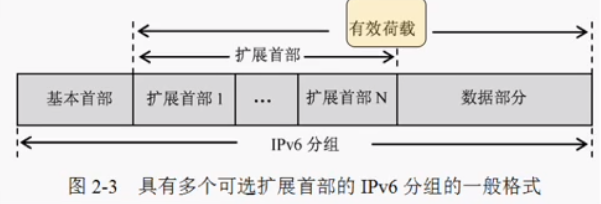 有效荷载
扩展首部
基本首部 扩展首部 1 … 扩展首部 N 数据部分
IPv6 分组
图 2-3 具有多个可选扩展首部的 IPv6 分组的一般格式